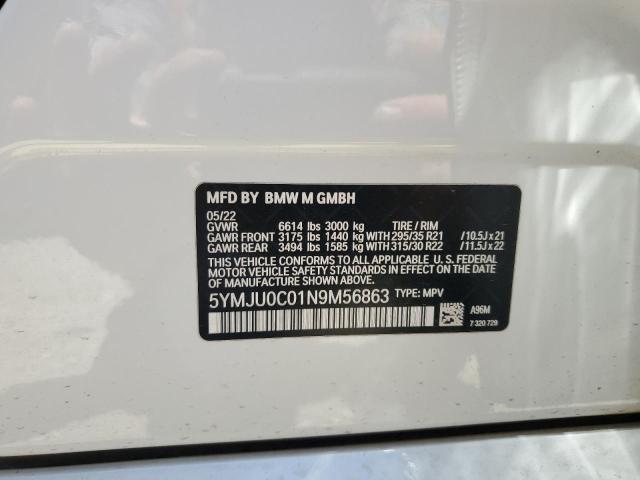 MFD BY BMW M GMBH
05/22
GVWR 6614 lbs 3000 kg TIRE / RIM
GAWR FRONT 3175 lbs 1440 kg WITH 295/35 R21 /10.5J x 21
GAWR REAR 3494 lbs 1585 kg WITH 315/30 R22 /11.5J x 22
THIS VEHICLE CONFORMS TO ALL APPLICABLE U.S. FEDERAL
MOTOR VEHICLE SAFETY STANDARDS IN EFFECT ON THE DATE
OF MANUFACTURE SHOWN ABOVE.
5YMJU0C01N9M56863 TYPE: MPV
A96M
7 320 729